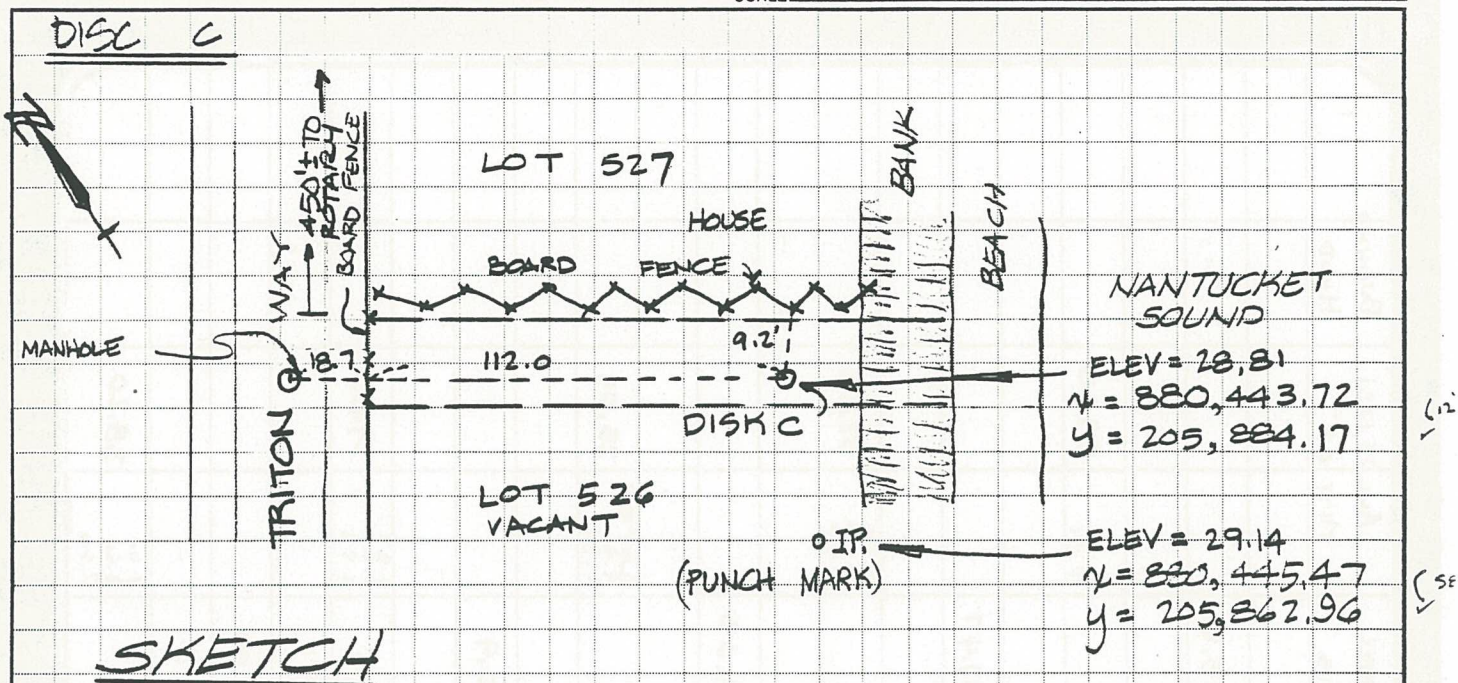 DISC C
N
450'± TO
ROTARY
BOARD FENCE
WAY
TRITON
MANHOLE
18.7
LOT 527
HOUSE
BOARD FENCE
9.2'
112.0
DISK C
LOT 526
VACANT
BANK
BEACH
NANTUCKET
SOUND
ELEV = 28.81
x = 880,443.72
y = 205,884.17
I.P.
(PUNCH MARK)
ELEV = 29.14
x = 880,445.47
y = 205,862.96
SKETCH